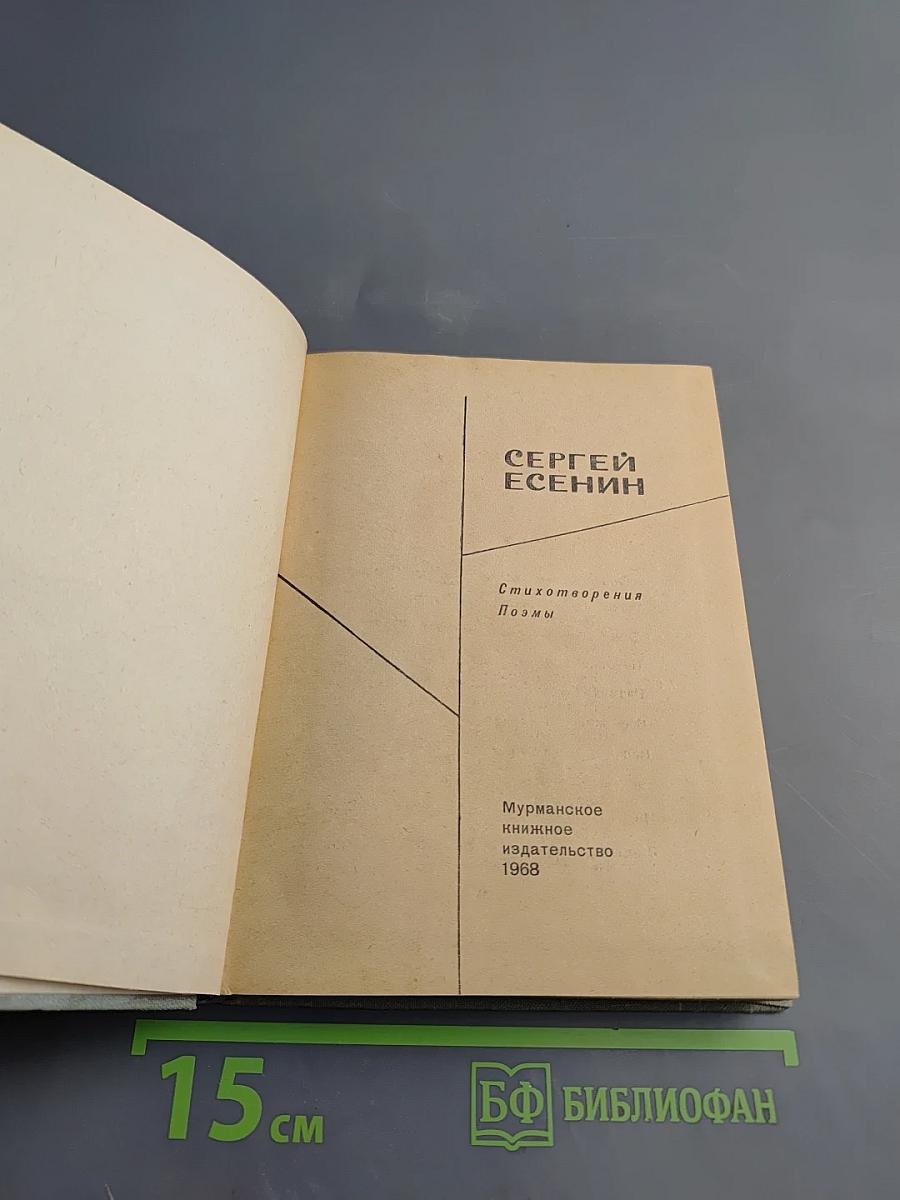 СЕРГЕЙ
ЕСЕНИН
Стихотворения
Поэмы
Мурманское
книжное
издательство
1968
15 см
БФ БИБЛИОФАН